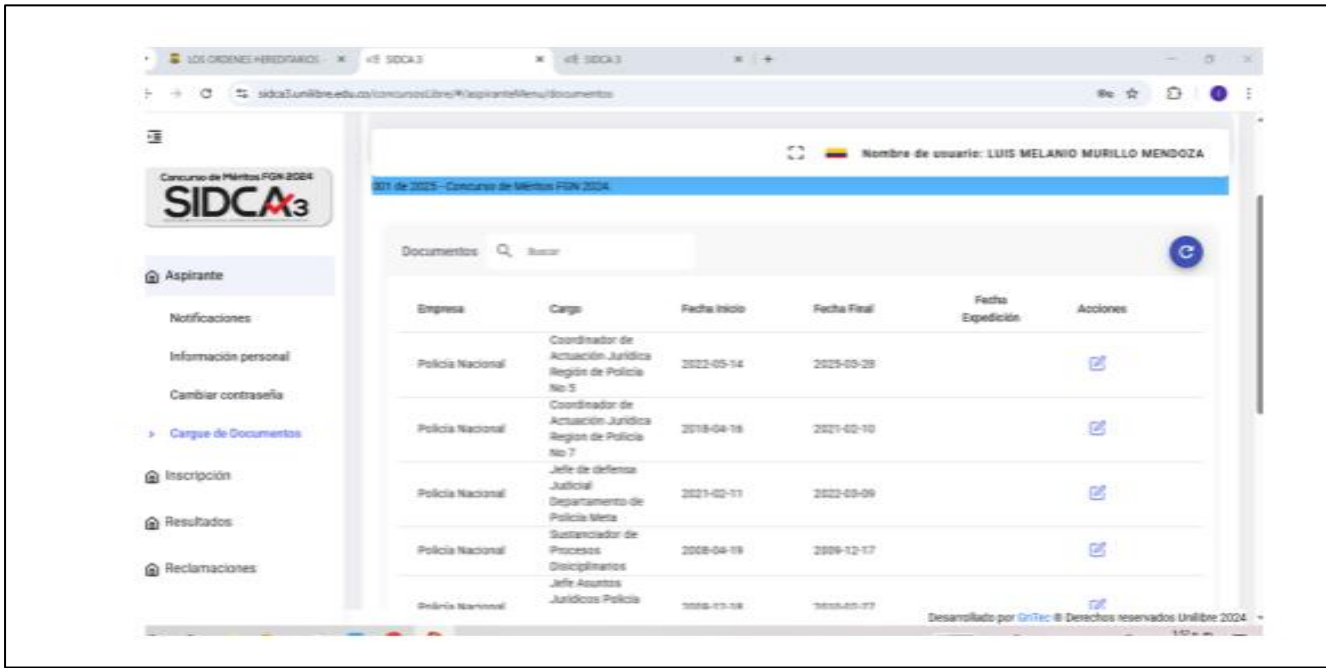 LOS ORDENES HEREDITARIOS
SIDCA 3
SIDCA 3
sidca3.unilibre.edu.co/concursosLibre/#/aspiranteMenu/documentos
Nombre de usuario: LUIS MELANIO MURILLO MENDOZA
Concurso de Méritos FGN 2024
SIDCA3
001 de 2025 - Concurso de Méritos FGN 2024.
Documentos Buscar
Aspirante
Notificaciones
Información personal
Cambiar contraseña
> Cargue de Documentos
Inscripción
Resultados
Reclamaciones
Empresa Cargo Fecha Inicio Fecha Final Fecha Expedición Acciones
Policía Nacional
Coordinador de
Actuación Jurídica
Región de Policía
No 5
2022-05-14 2025-03-28
Policía Nacional
Coordinador de
Actuación Jurídica
Region de Policía
No 7
2018-04-16 2021-02-10
Policía Nacional
Jefe de defensa
Judicial
Departamento de
Policía Meta
2021-02-11 2022-03-09
Policía Nacional
Sustanciador de
Procesos
Disiciplinarios
2008-04-19 2009-12-17
Policía Nacional
Jefe Asuntos
Jurídicos Policía
Desarrollado por GnTec © Derechos reservados Unilibre 2024